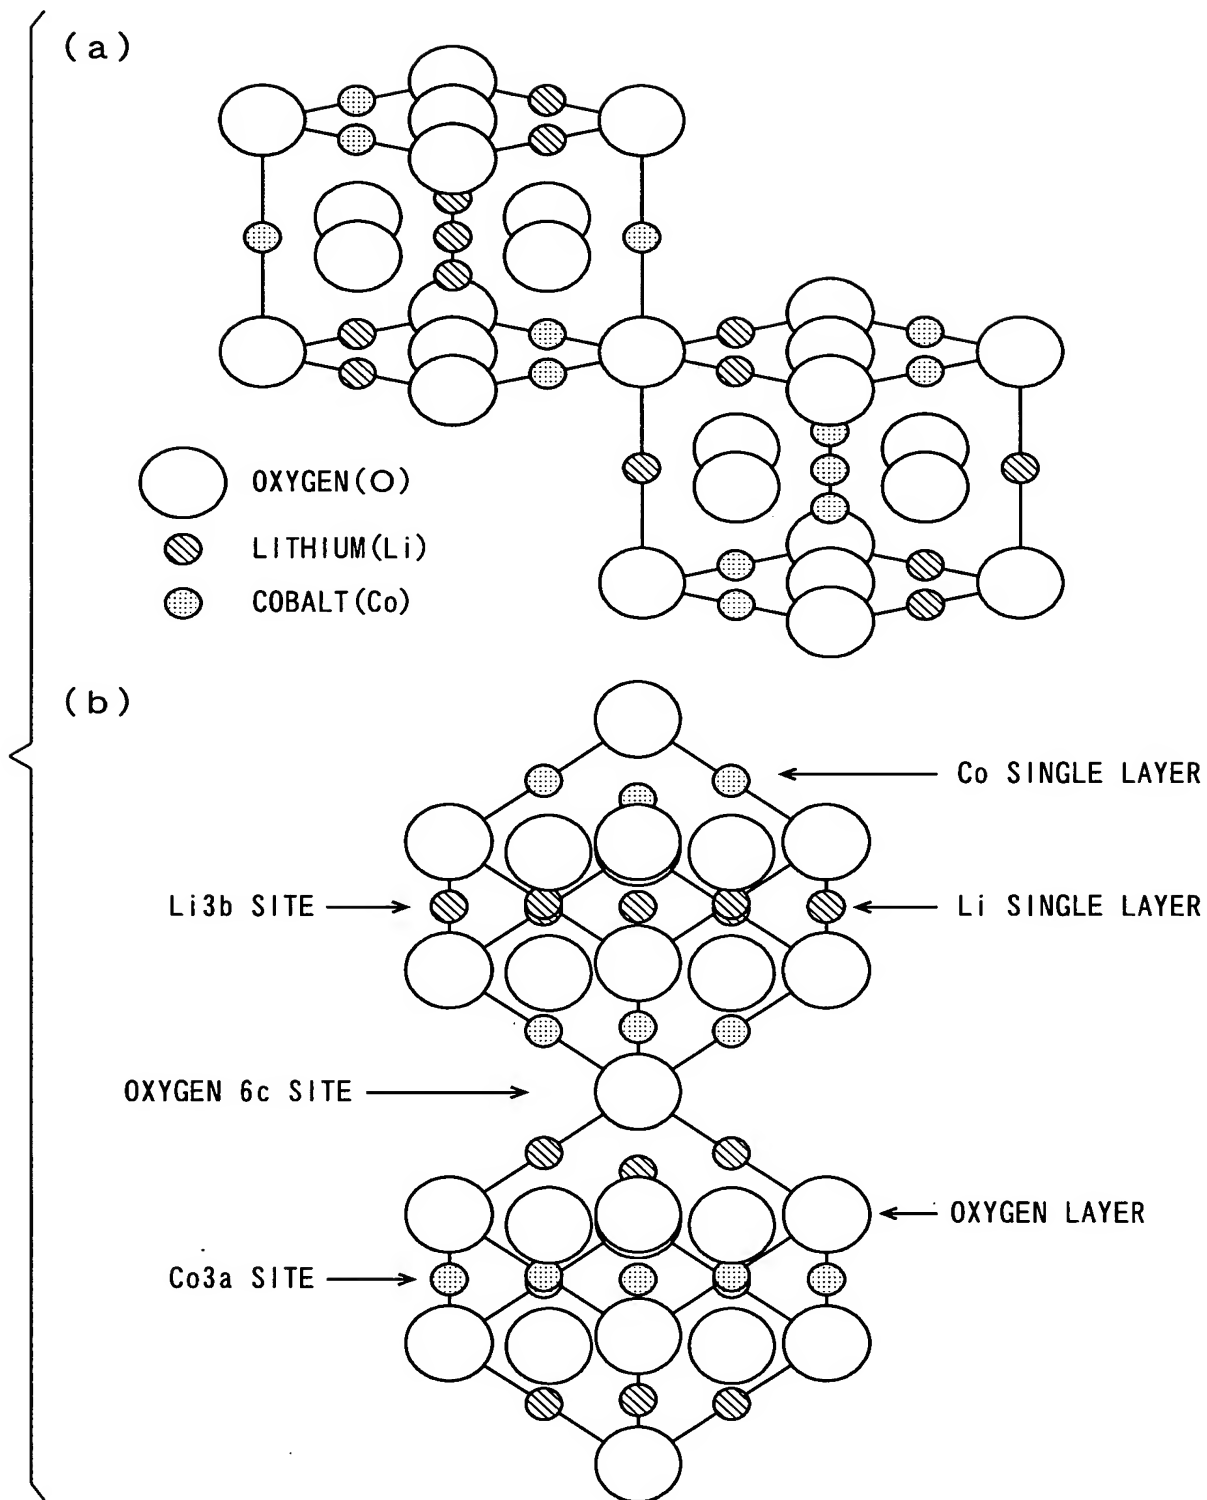 (a)
OXYGEN(O)
LITHIUM(Li)
COBALT(Co)
(b)
Co SINGLE LAYER
Li3b SITE
Li SINGLE LAYER
OXYGEN 6c SITE
OXYGEN LAYER
Co3a SITE